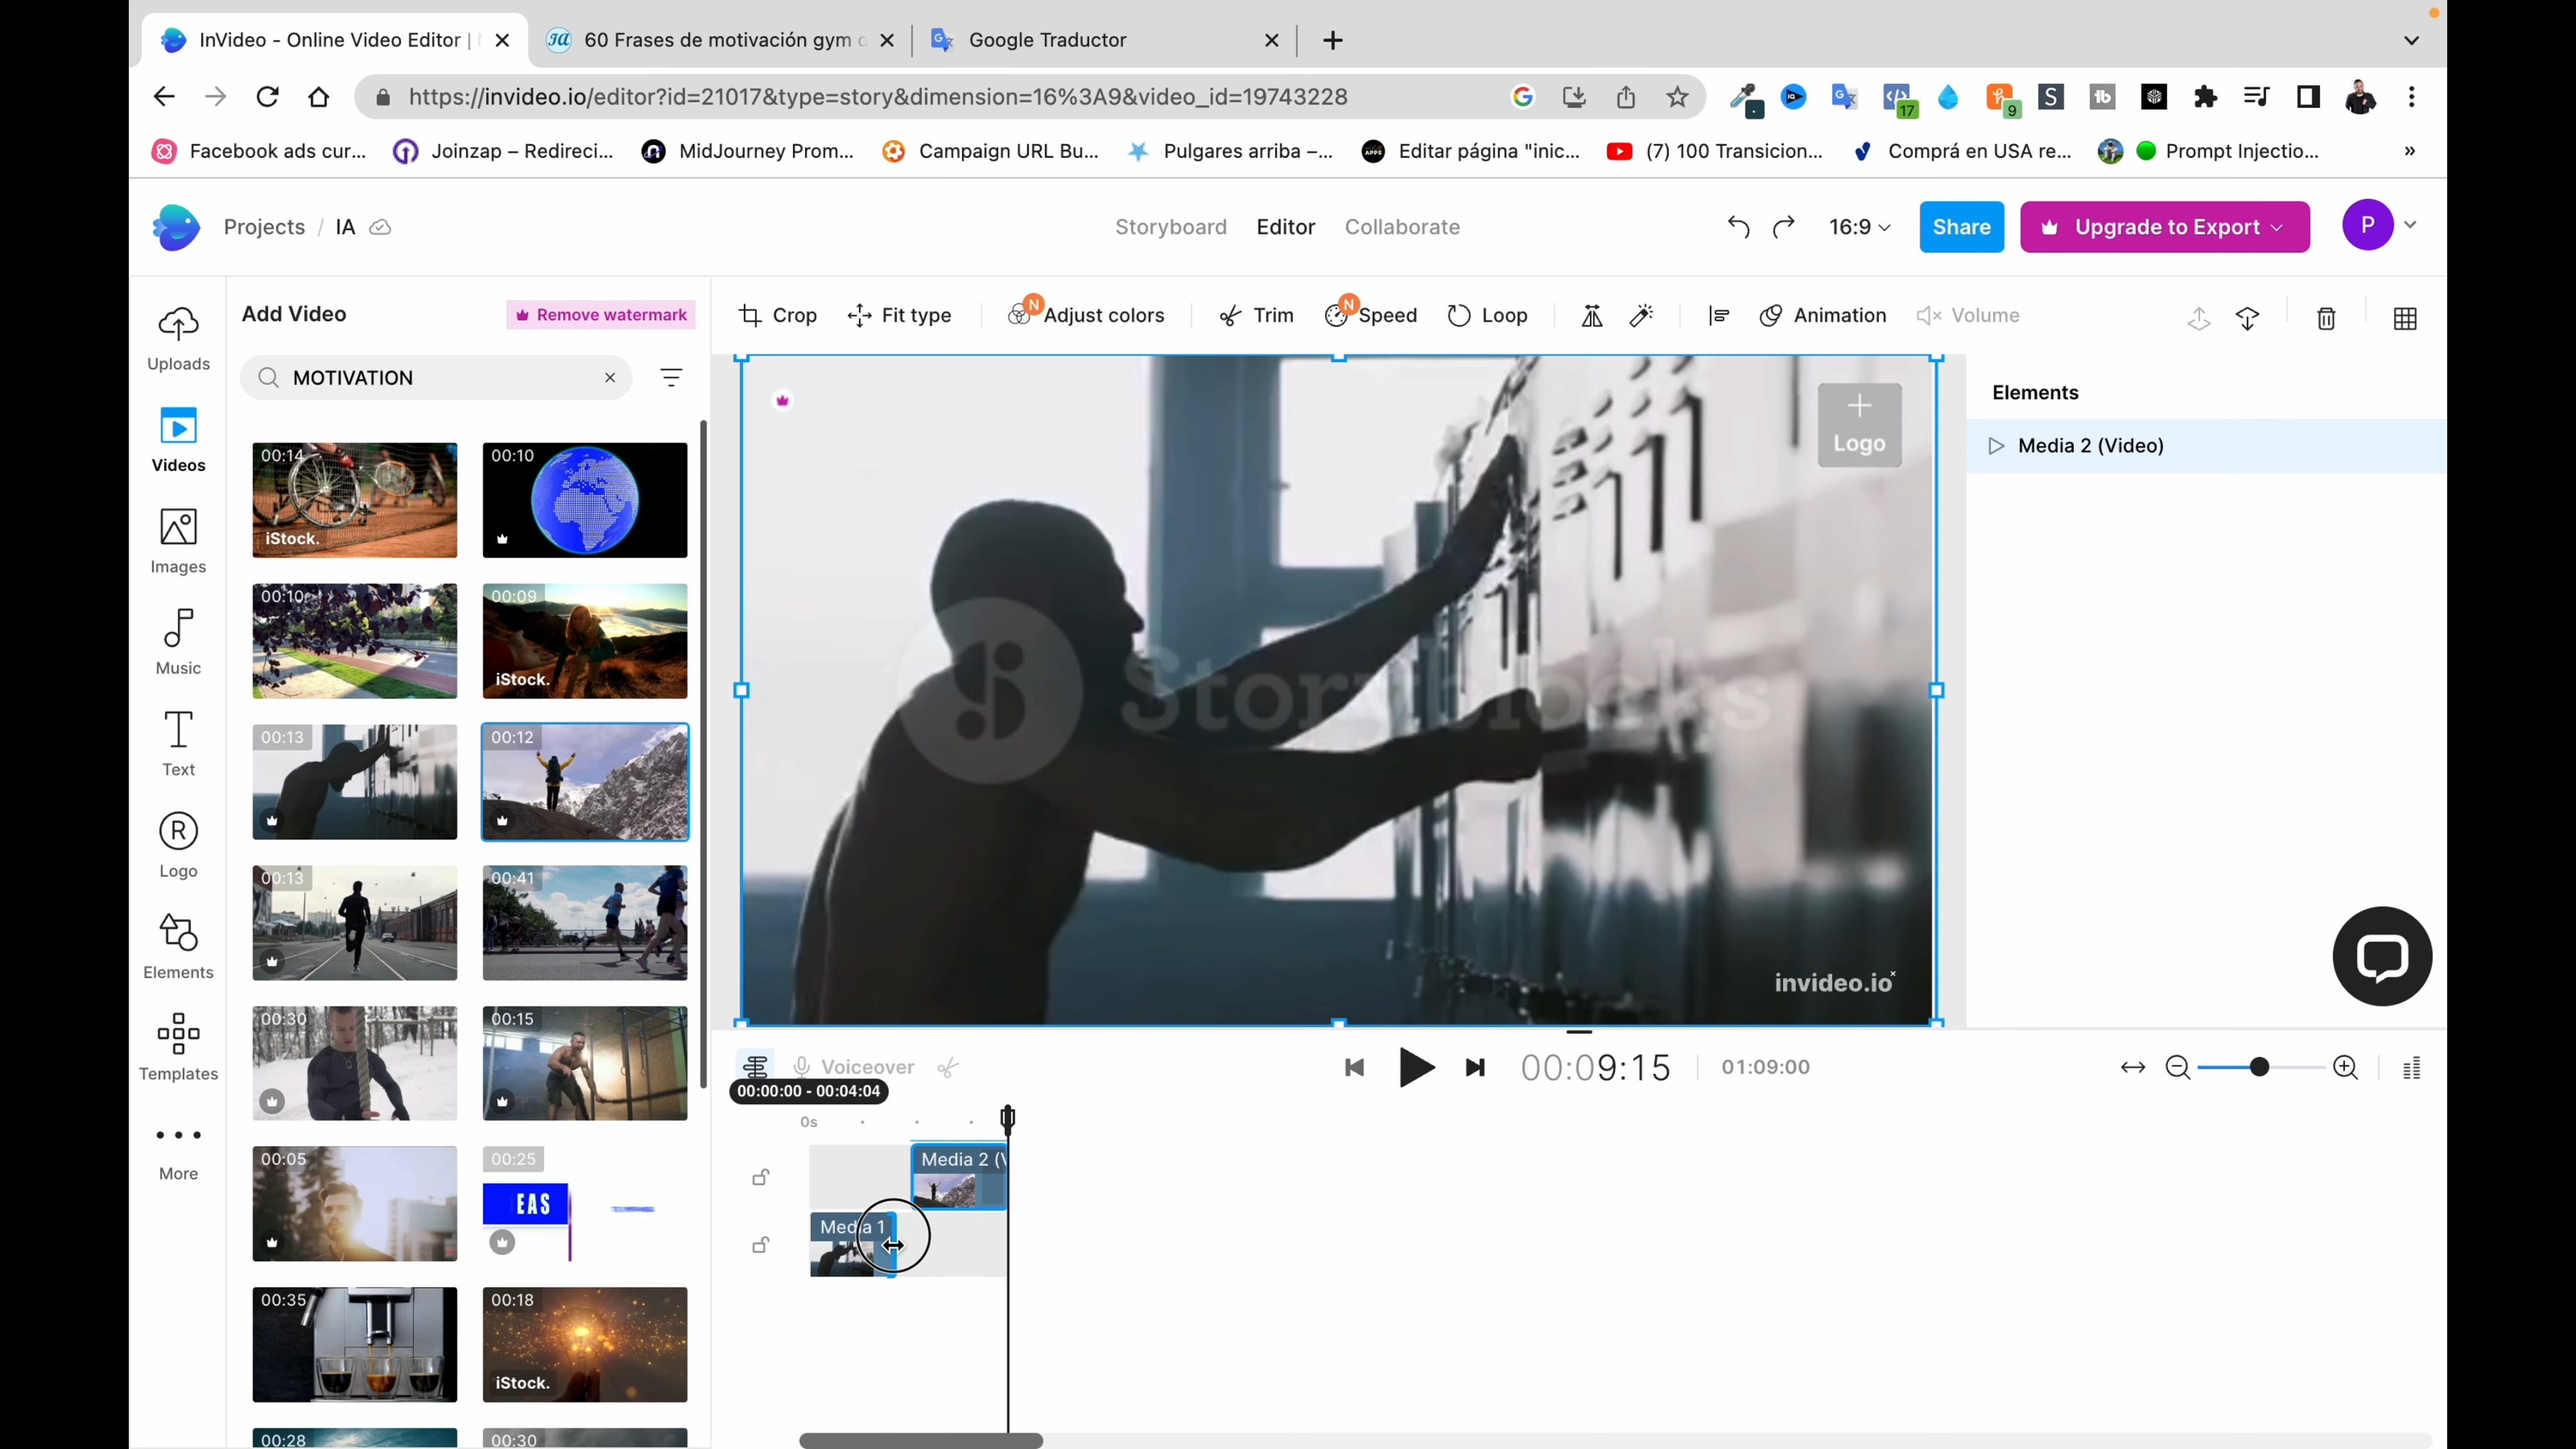 InVideo - Online Video Editor |
60 Frases de motivación gym
Google Traductor
https://invideo.io/editor?id=21017&type=story&dimension=16%3A9&video_id=19743228
17
9
Facebook ads cur...
Joinzap – Redireci...
MidJourney Prom...
Campaign URL Bu...
Pulgares arriba –...
Editar página "inic...
(7) 100 Transicion...
Comprá en USA re...
Prompt Injectio...
Projects / IA
Storyboard
Editor
Collaborate
16:9
Share
Upgrade to Export
P
Uploads
Videos
Images
Music
Text
Logo
Elements
Templates
More
Add Video
Remove watermark
MOTIVATION
00:14
iStock.
00:10
00:10
00:09
iStock.
00:13
00:12
00:13
00:41
00:30
00:15
00:05
00:25
EAS
00:35
00:18
iStock.
00:28
00:30
Crop
Fit type
N
Adjust colors
Trim
N
Speed
Loop
Animation
Volume
Logo
Storyblocks
invideo.io
Elements
Media 2 (Video)
Voiceover
00:09:15
01:09:00
00:00:00 - 00:04:04
0s
Media 2 (V
Media 1